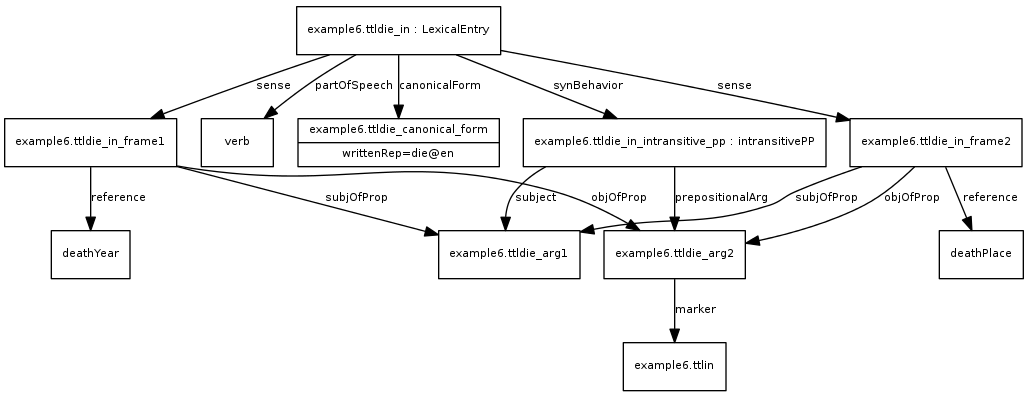 example6.ttldie_in : LexicalEntry
sense
partOfSpeech
canonicalForm
synBehavior
sense
example6.ttldie_in_frame1
verb
example6.ttldie_canonical_form
writtenRep=die@en
example6.ttldie_in_intransitive_pp : intransitivePP
example6.ttldie_in_frame2
reference
subjOfProp
subject
objOfProp
prepositionalArg
subjOfProp
objOfProp
reference
deathYear
example6.ttldie_arg1
example6.ttldie_arg2
deathPlace
marker
example6.ttlin